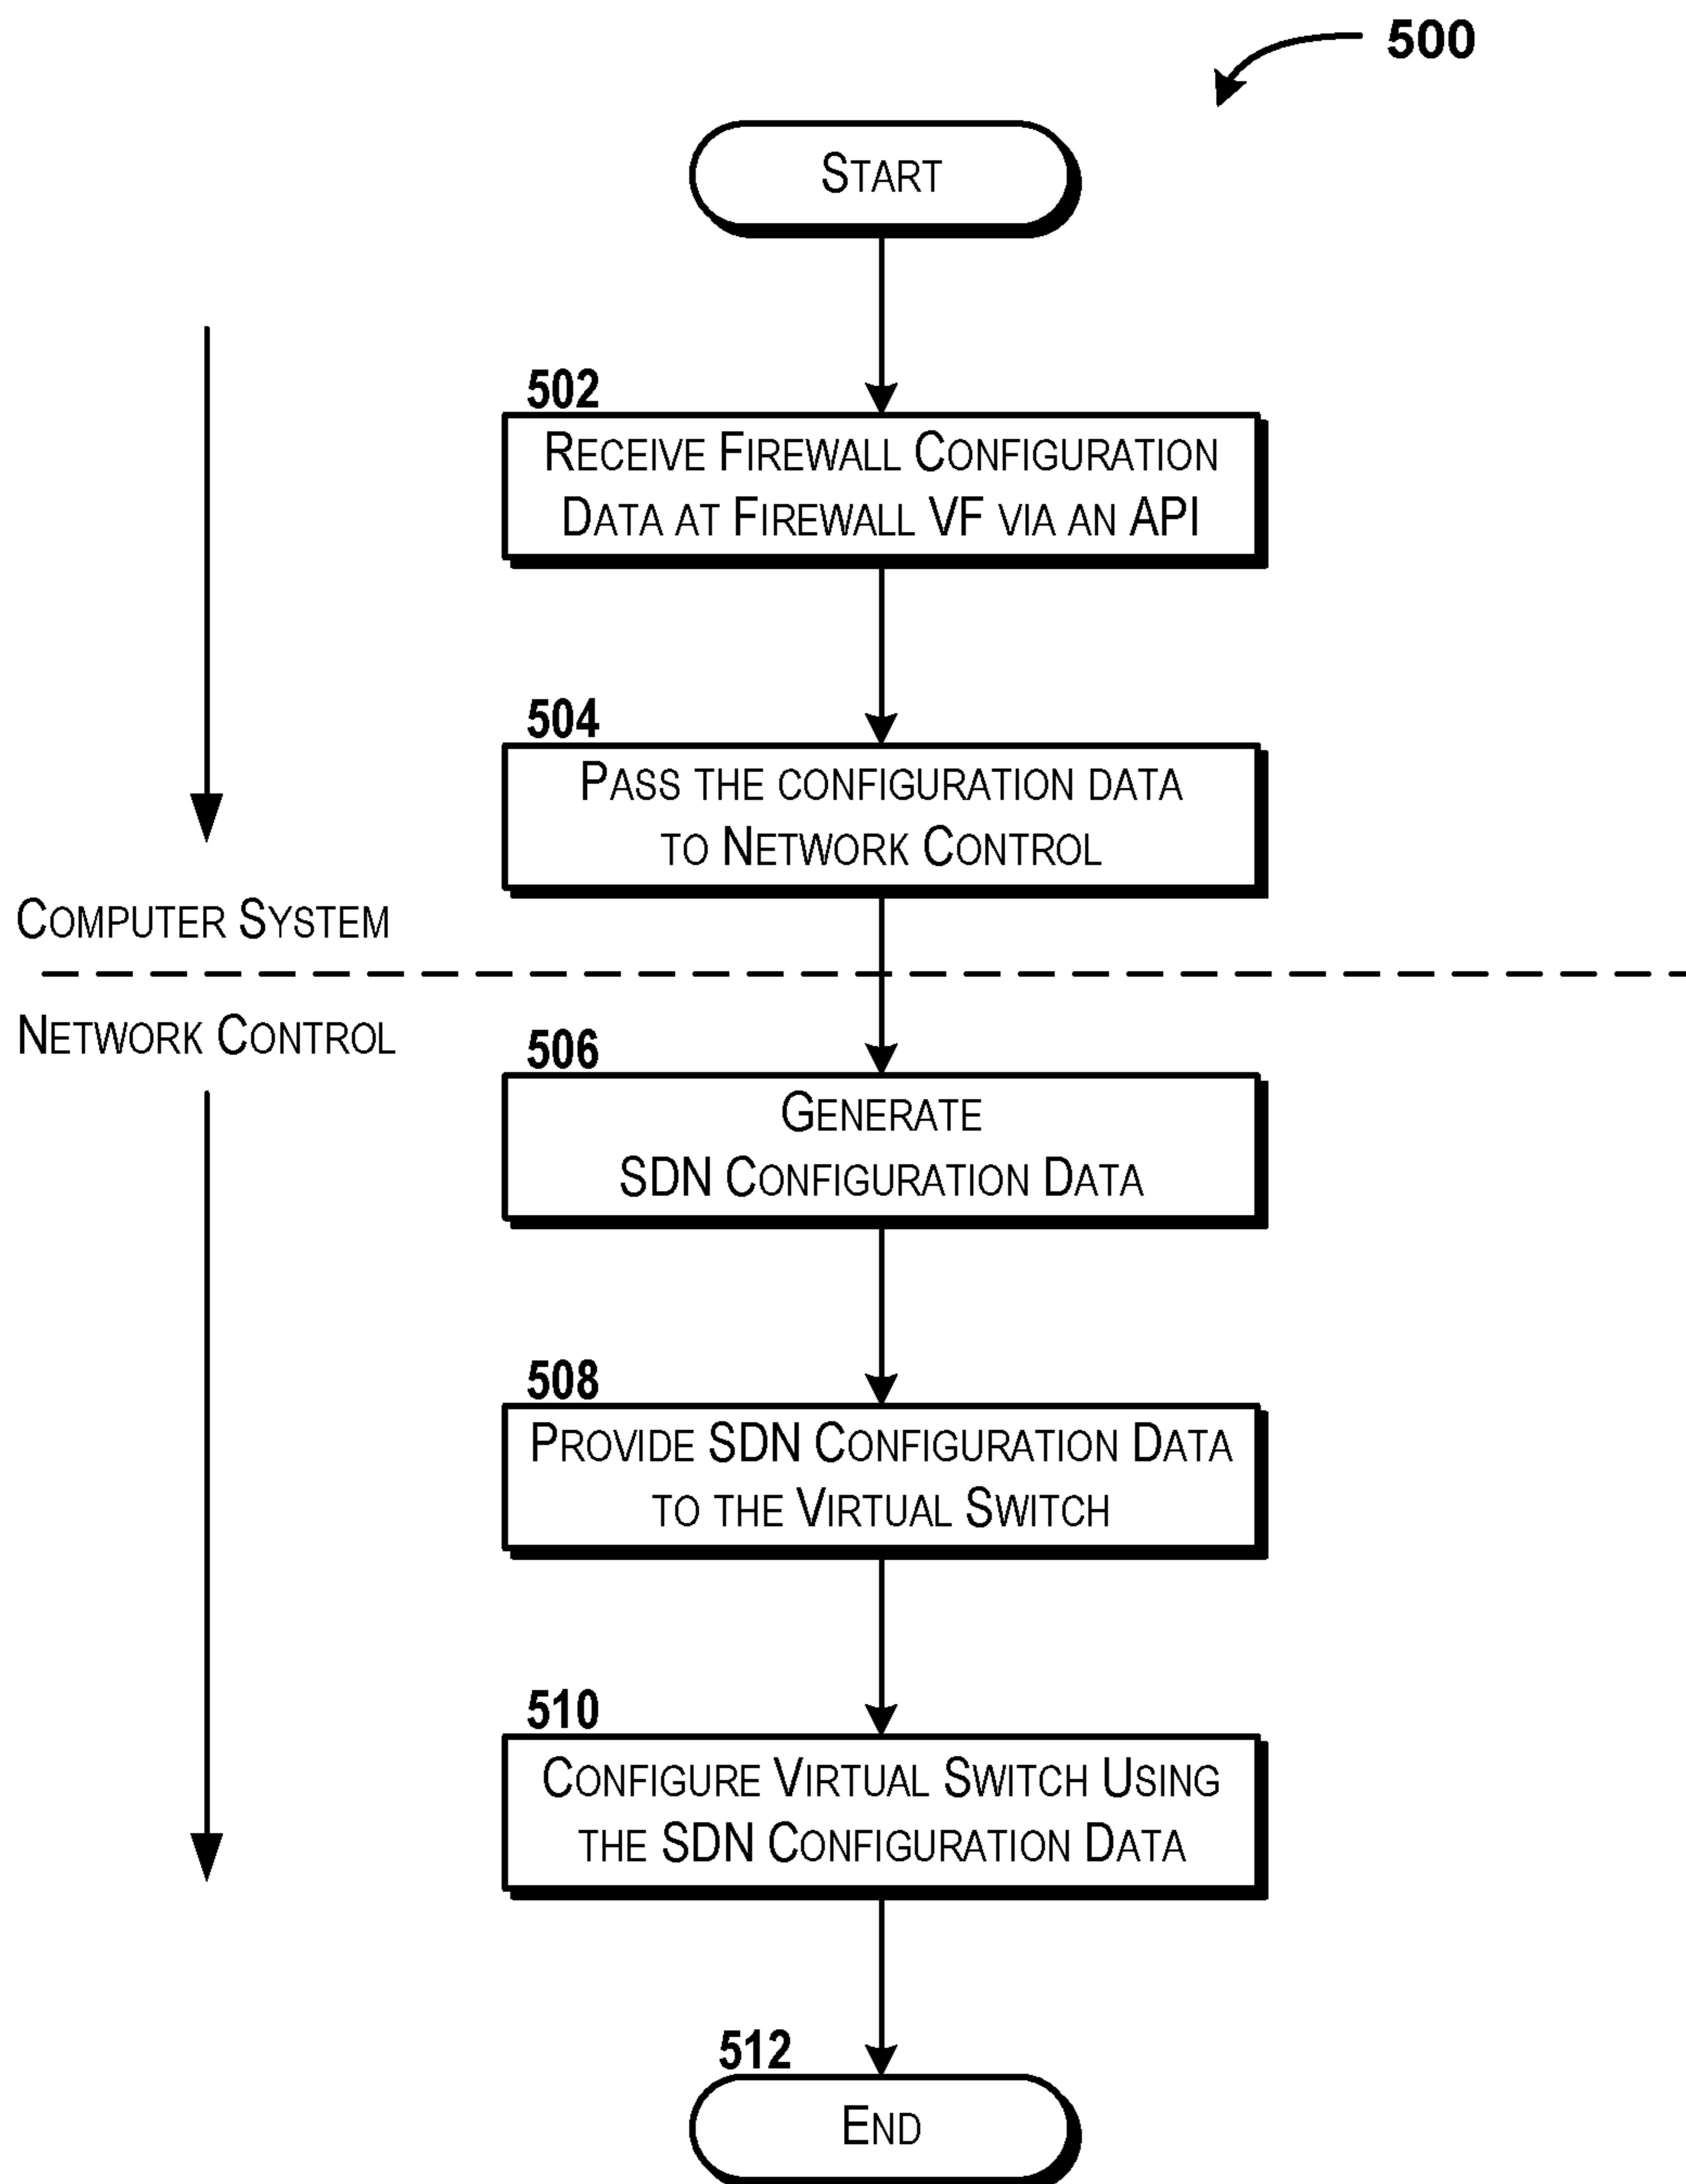 500
START
502
RECEIVE FIREWALL CONFIGURATION
DATA AT FIREWALL VF VIA AN API
504
PASS THE CONFIGURATION DATA
TO NETWORK CONTROL
COMPUTER SYSTEM
NETWORK CONTROL
506
GENERATE
SDN CONFIGURATION DATA
508
PROVIDE SDN CONFIGURATION DATA
TO THE VIRTUAL SWITCH
510
CONFIGURE VIRTUAL SWITCH USING
THE SDN CONFIGURATION DATA
512
END